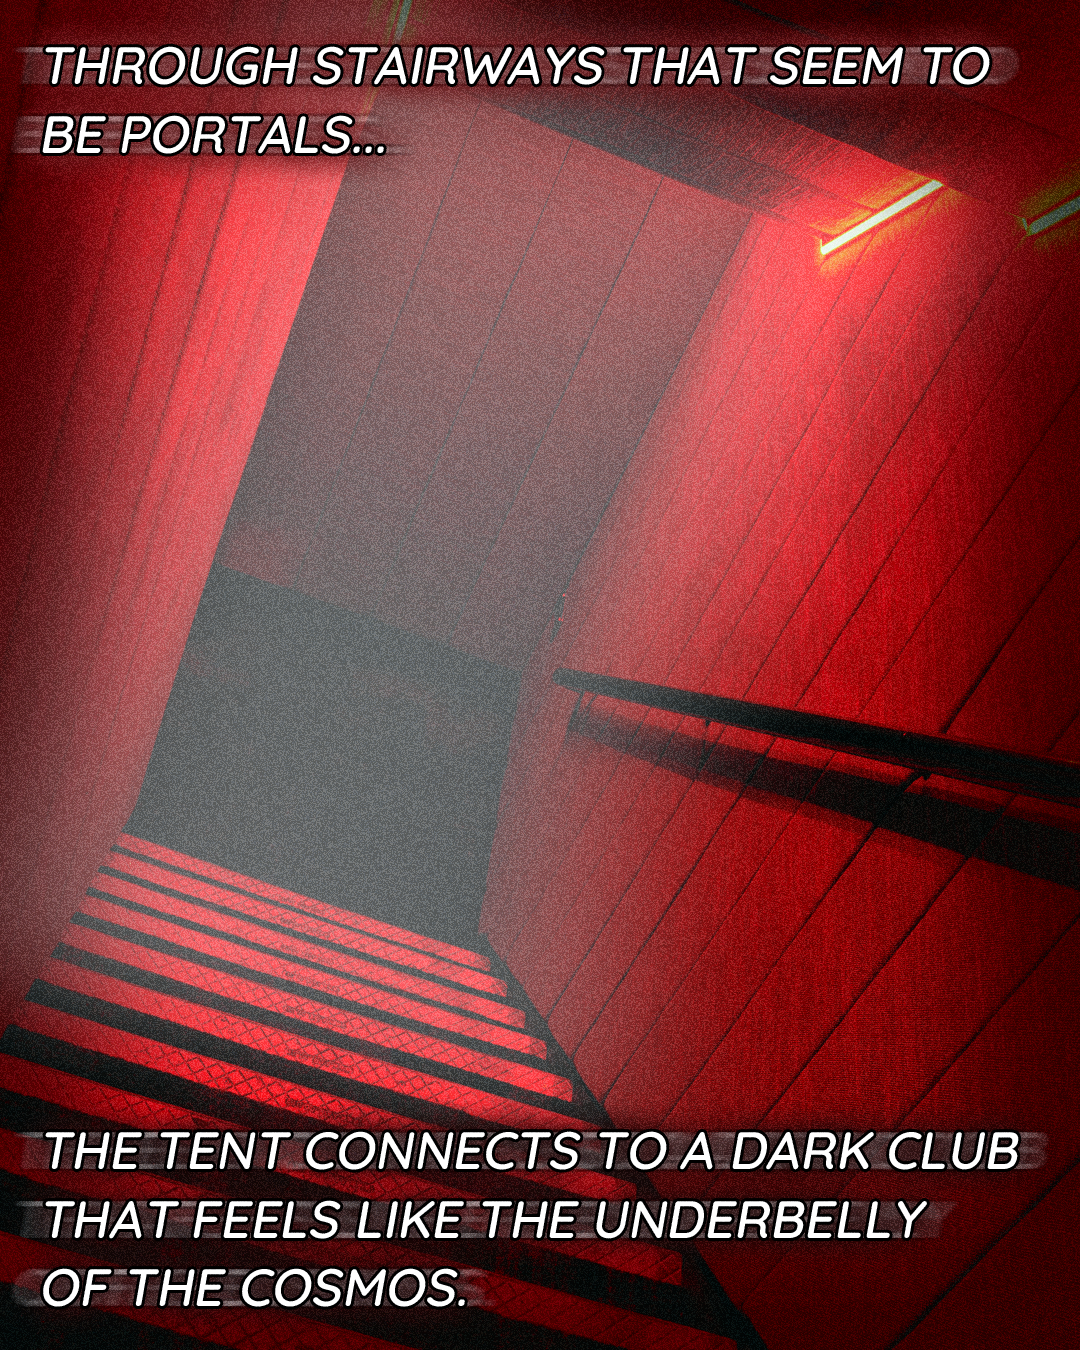 THROUGH STAIRWAYS THAT SEEM TO
BE PORTALS...
THE TENT CONNECTS TO A DARK CLUB
THAT FEELS LIKE THE UNDERBELLY
OF THE COSMOS.